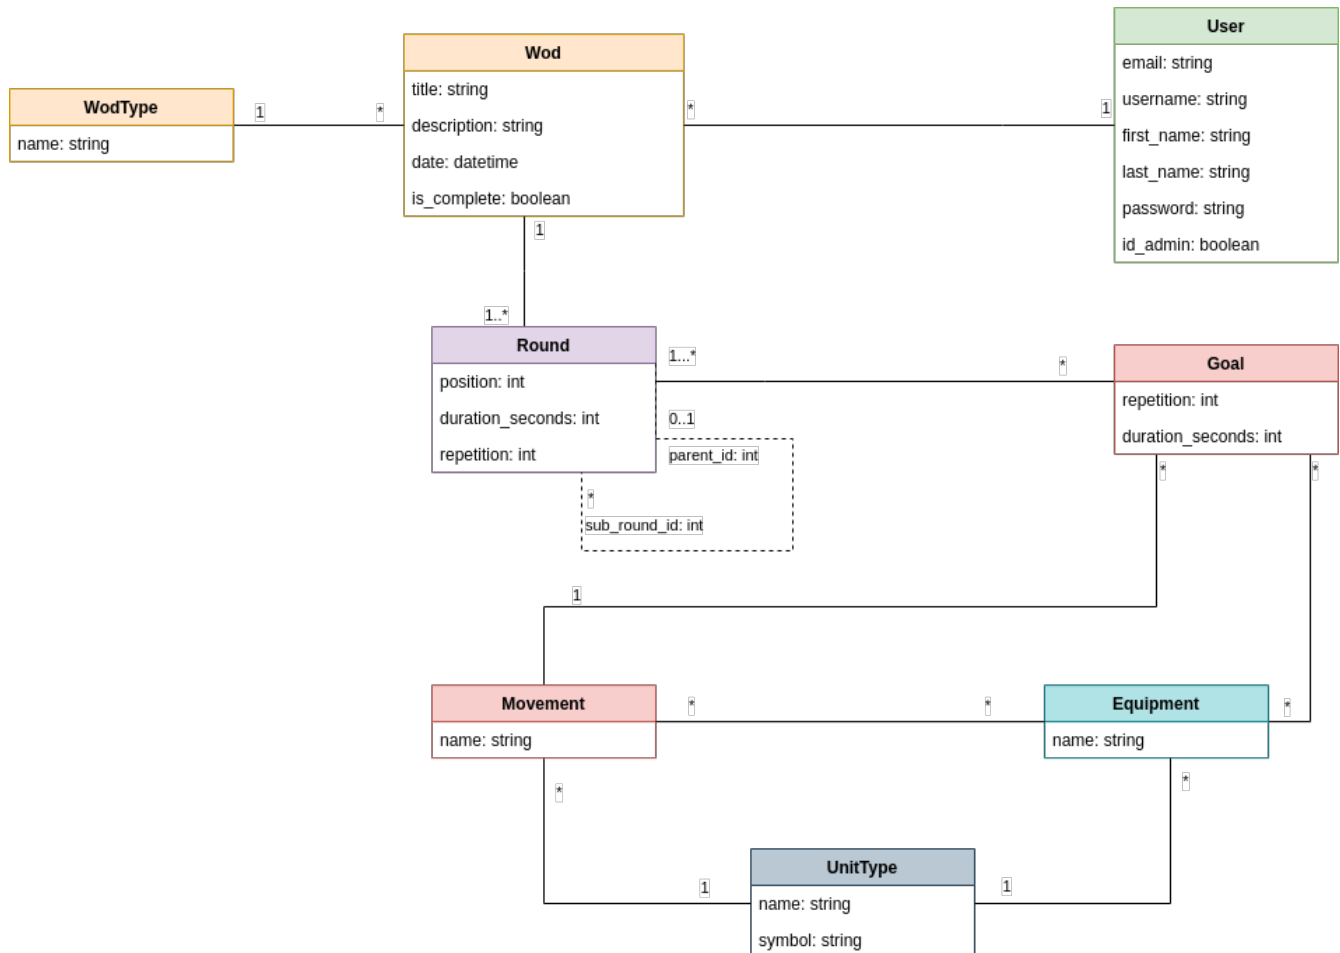 User
email: string
username: string
first_name: string
last_name: string
password: string
id_admin: boolean
Wod
title: string
description: string
date: datetime
is_complete: boolean
WodType
name: string
1
*
*
1
1
1..*
Round
position: int
duration_seconds: int
repetition: int
1...*
*
0..1
parent_id: int
*
sub_round_id: int
Goal
repetition: int
duration_seconds: int
*
*
1
Movement
name: string
*
*
Equipment
name: string
*
*
*
1
1
UnitType
name: string
symbol: string